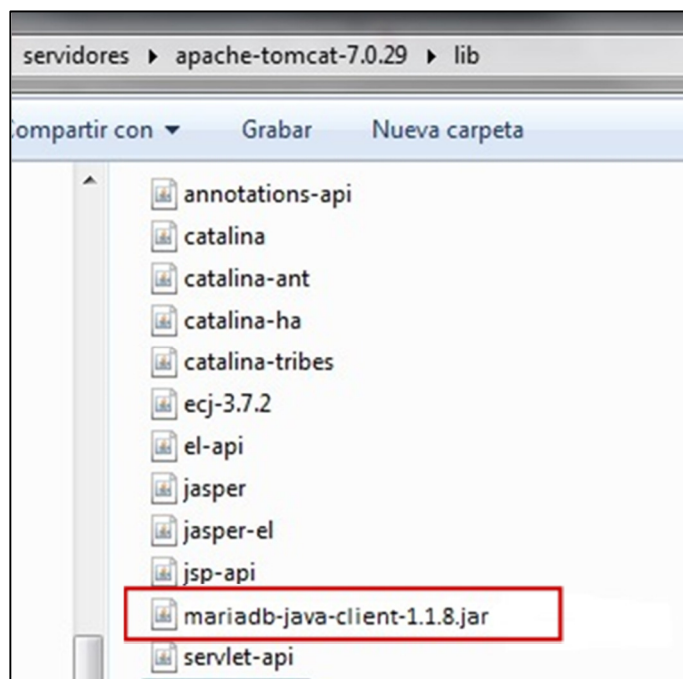 servidores ▸ apache-tomcat-7.0.29 ▸ lib
Compartir con ▾ Grabar Nueva carpeta
annotations-api
catalina
catalina-ant
catalina-ha
catalina-tribes
ecj-3.7.2
el-api
jasper
jasper-el
jsp-api
mariadb-java-client-1.1.8.jar
servlet-api